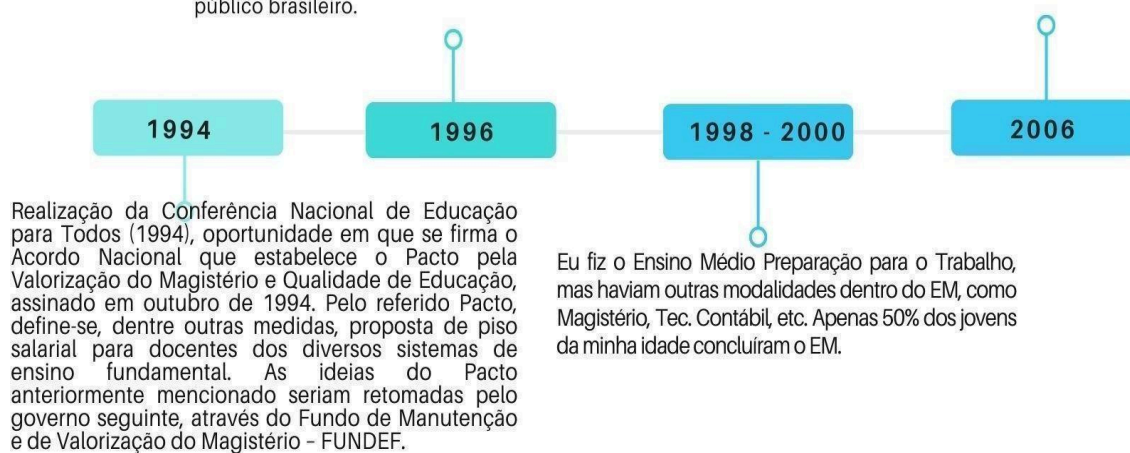 público brasileiro.
1994
1996
1998 - 2000
2006
Realização da Conferência Nacional de Educação
para Todos (1994), oportunidade em que se firma o
Acordo Nacional que estabelece o Pacto pela
Valorização do Magistério e Qualidade de Educação,
assinado em outubro de 1994. Pelo referido Pacto,
define-se, dentre outras medidas, proposta de piso
salarial para docentes dos diversos sistemas de
ensino fundamental. As ideias do Pacto
anteriormente mencionado seriam retomadas pelo
governo seguinte, através do Fundo de Manutenção
e de Valorização do Magistério – FUNDEF.
Eu fiz o Ensino Médio Preparação para o Trabalho,
mas haviam outras modalidades dentro do EM, como
Magistério, Tec. Contábil, etc. Apenas 50% dos jovens
da minha idade concluíram o EM.